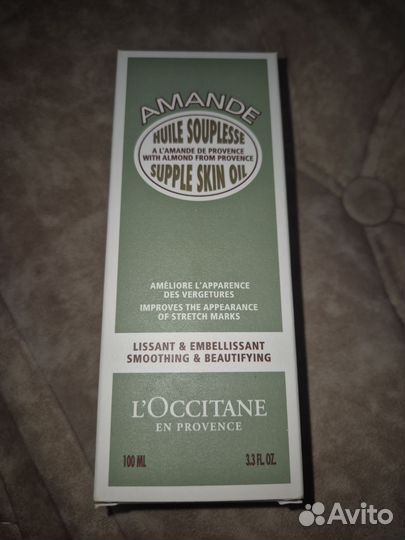 AMANDE
HUILE SOUPLESSE
A L'AMANDE DE PROVENCE
WITH ALMOND FROM PROVENCE
SUPPLE SKIN OIL
AMÉLIORE L'APPARENCE
DES VERGETURES
IMPROVES THE APPEARANCE
OF STRETCH MARKS
LISSANT & EMBELLISSANT
SMOOTHING & BEAUTIFYING
L'OCCITANE
EN PROVENCE
100 ML 3.3 FL. OZ.
Avito